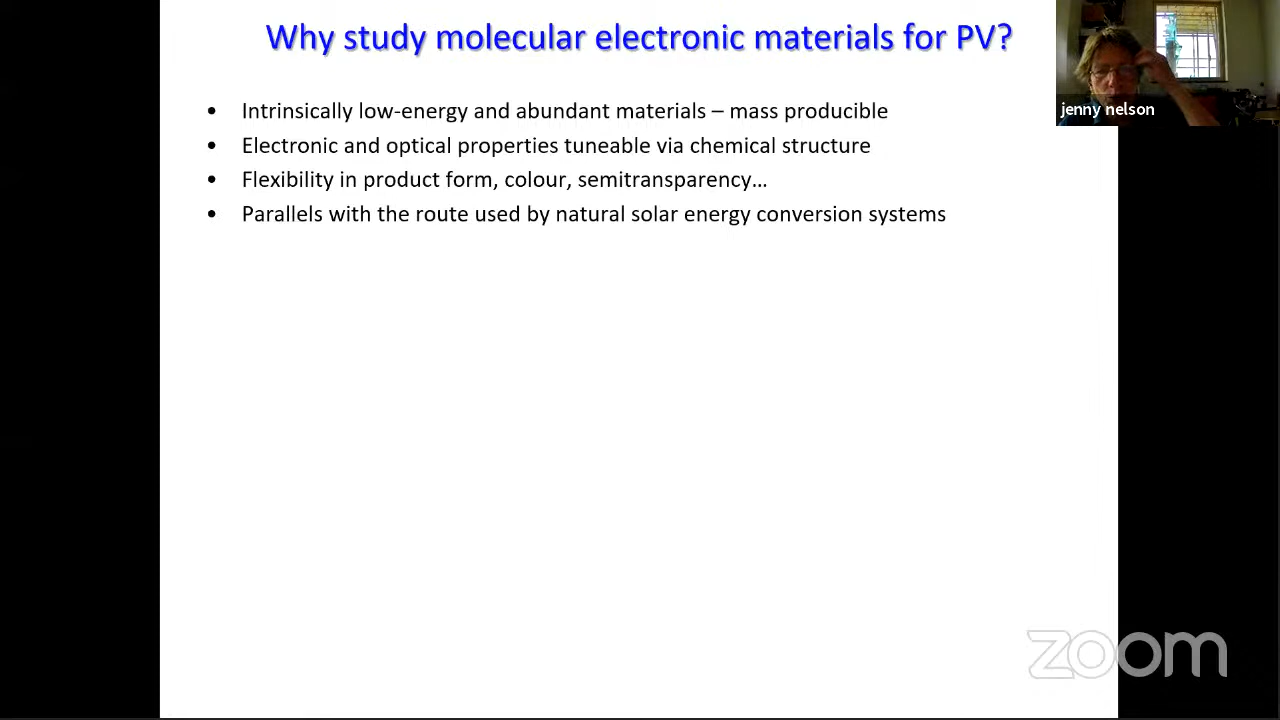 Why study molecular electronic materials for PV?
jenny nelson
• Intrinsically low-energy and abundant materials – mass producible
• Electronic and optical properties tuneable via chemical structure
• Flexibility in product form, colour, semitransparency…
• Parallels with the route used by natural solar energy conversion systems
zoom